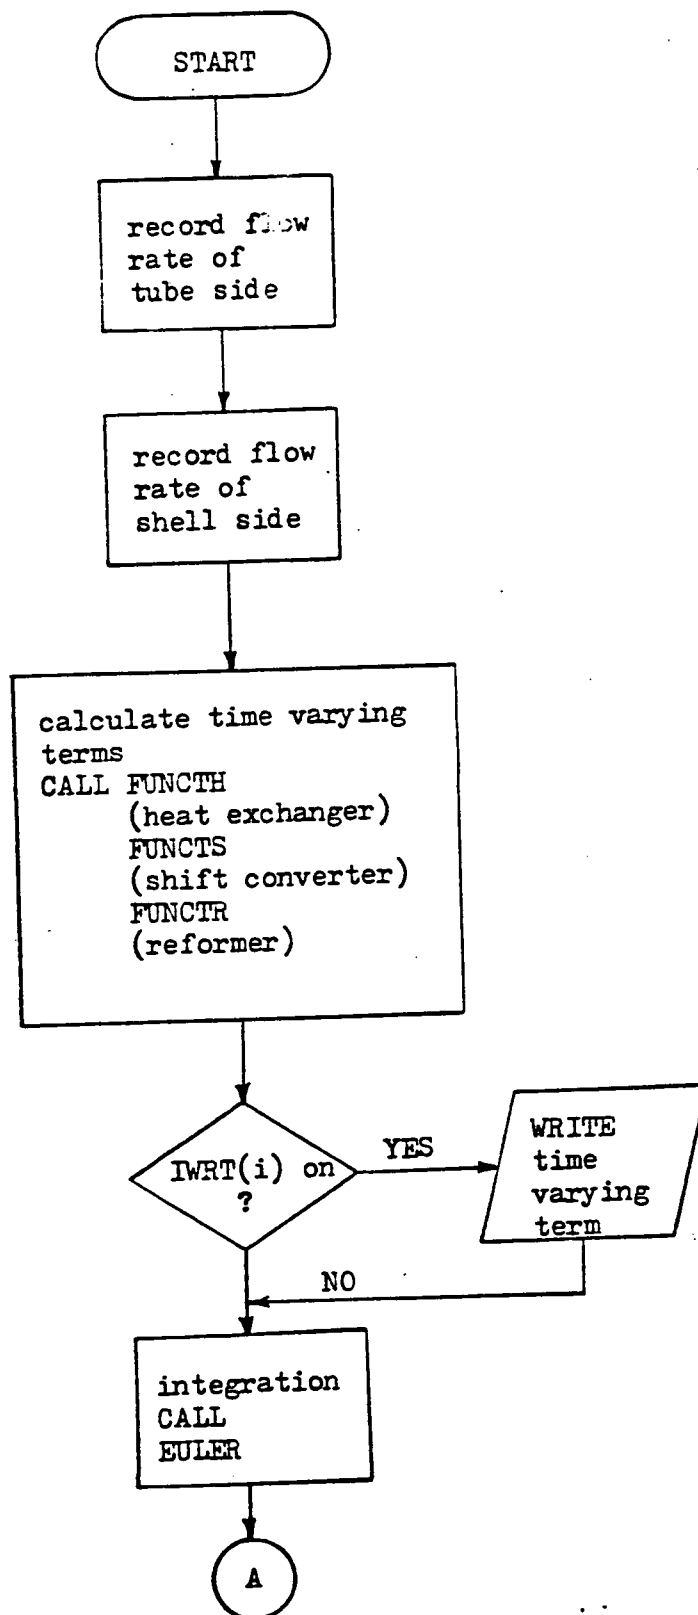 START
record flow
rate of
tube side
record flow
rate of
shell side
calculate time varying
terms
CALL FUNCTH
(heat exchanger)
FUNCTS
(shift converter)
FUNCTR
(reformer)
IWRT(i) on
?
YES
WRITE
time
varying
term
NO
integration
CALL
EULER
A